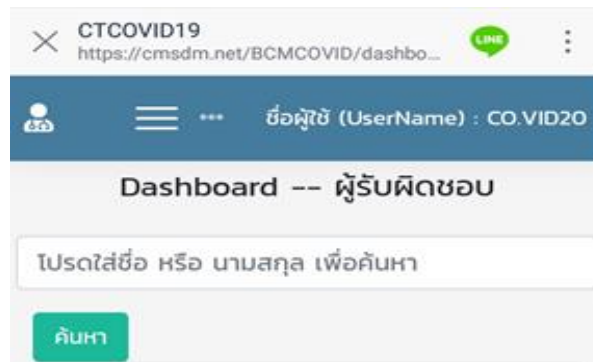 CTCOVID19
https://cmsdm.net/BCMCOVID/dashbo...
LINE
ชื่อผู้ใช้ (UserName) : CO.VID20
Dashboard -- ผู้รับผิดชอบ
โปรดใส่ชื่อ หรือ นามสกุล เพื่อค้นหา
ค้นหา